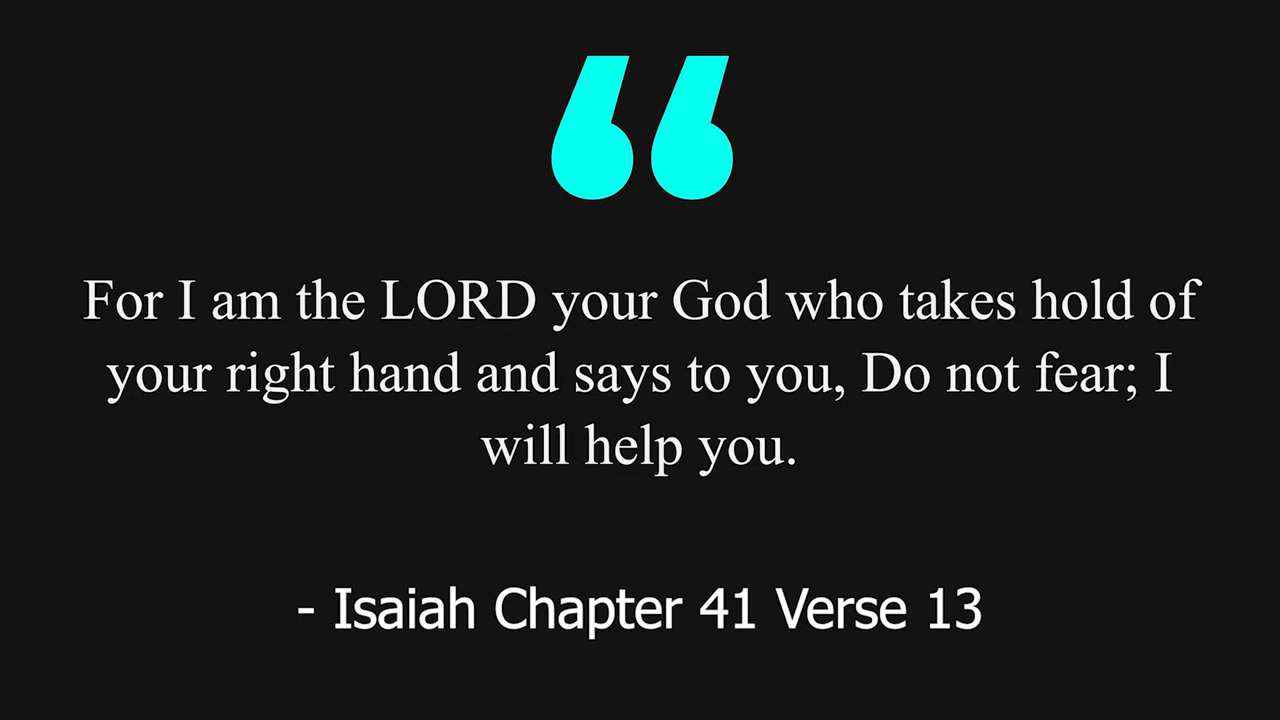 “
For I am the LORD your God who takes hold of
your right hand and says to you, Do not fear; I
will help you.
- Isaiah Chapter 41 Verse 13